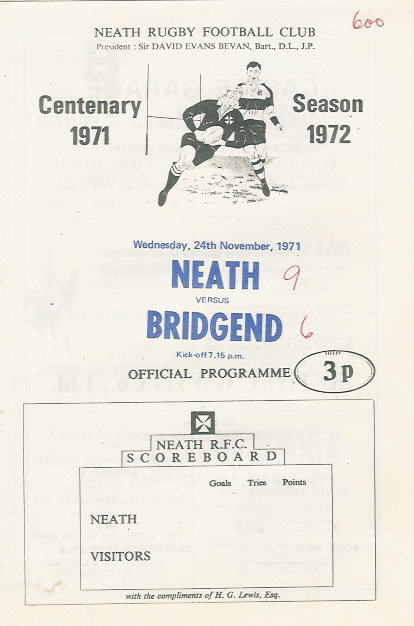 NEATH RUGBY FOOTBALL CLUB
600
President : Sir DAVID EVANS BEVAN, Bart., D.L., J.P.
Centenary
1971
Season
1972
Wednesday, 24th November, 1971
NEATH 9
VERSUS
BRIDGEND 6
Kick-off 7.15 p.m.
OFFICIAL PROGRAMME 3p
NEATH R.F.C.
SCOREBOARD
Goals Tries Points
NEATH
VISITORS
with the compliments of H. G. Lewis, Esq.